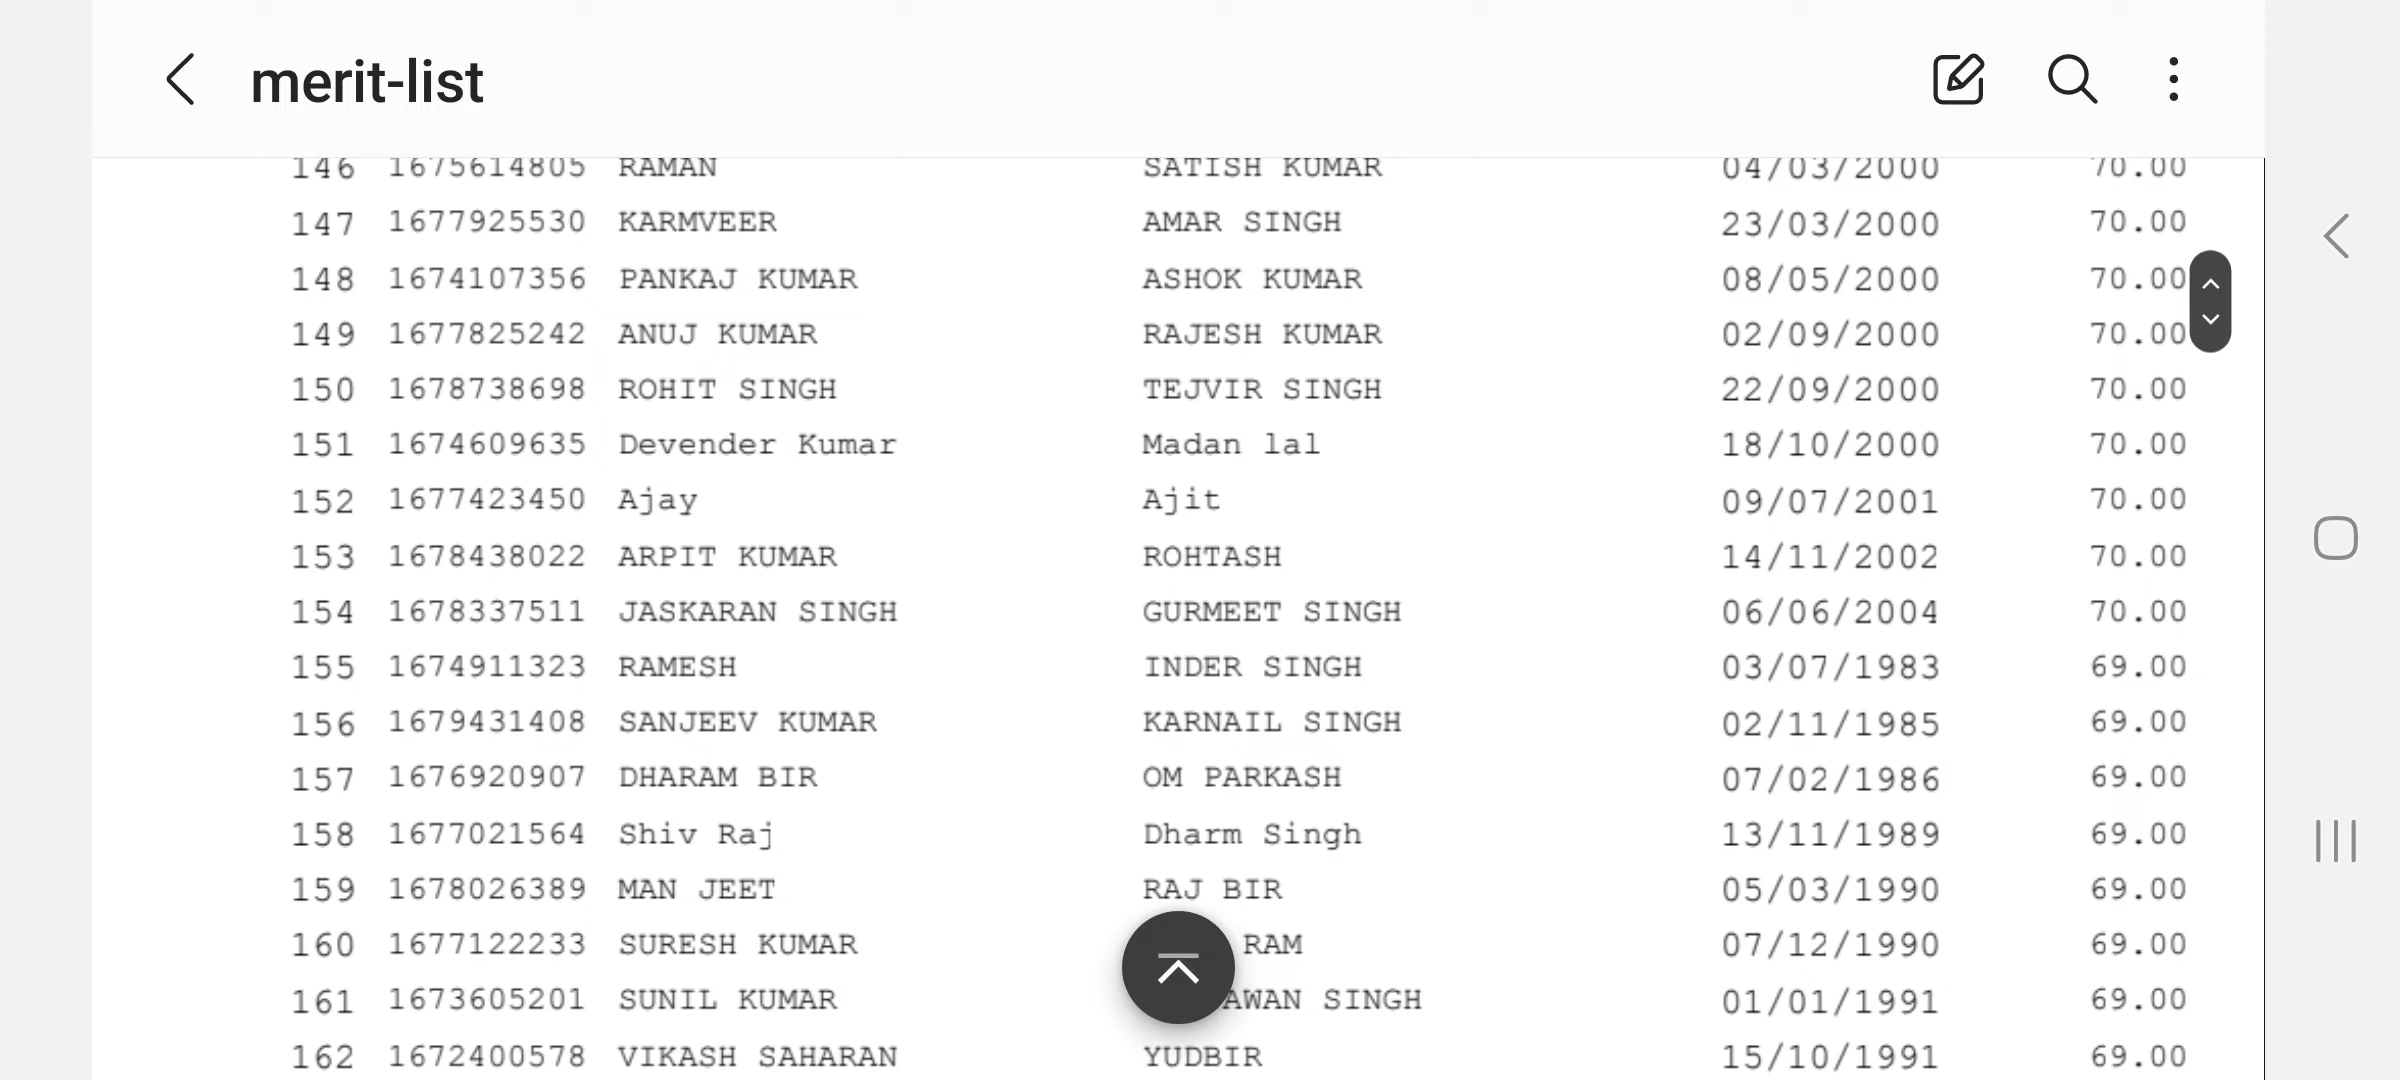 merit-list
146 1675614805 RAMAN SATISH KUMAR 04/03/2000 70.00
147 1677925530 KARMVEER AMAR SINGH 23/03/2000 70.00
148 1674107356 PANKAJ KUMAR ASHOK KUMAR 08/05/2000 70.00
149 1677825242 ANUJ KUMAR RAJESH KUMAR 02/09/2000 70.00
150 1678738698 ROHIT SINGH TEJVIR SINGH 22/09/2000 70.00
151 1674609635 Devender Kumar Madan lal 18/10/2000 70.00
152 1677423450 Ajay Ajit 09/07/2001 70.00
153 1678438022 ARPIT KUMAR ROHTASH 14/11/2002 70.00
154 1678337511 JASKARAN SINGH GURMEET SINGH 06/06/2004 70.00
155 1674911323 RAMESH INDER SINGH 03/07/1983 69.00
156 1679431408 SANJEEV KUMAR KARNAIL SINGH 02/11/1985 69.00
157 1676920907 DHARAM BIR OM PARKASH 07/02/1986 69.00
158 1677021564 Shiv Raj Dharm Singh 13/11/1989 69.00
159 1678026389 MAN JEET RAJ BIR 05/03/1990 69.00
160 1677122233 SURESH KUMAR RAM 07/12/1990 69.00
161 1673605201 SUNIL KUMAR SINGH 01/01/1991 69.00
162 1672400578 VIKASH SAHARAN YUDBIR 15/10/1991 69.00